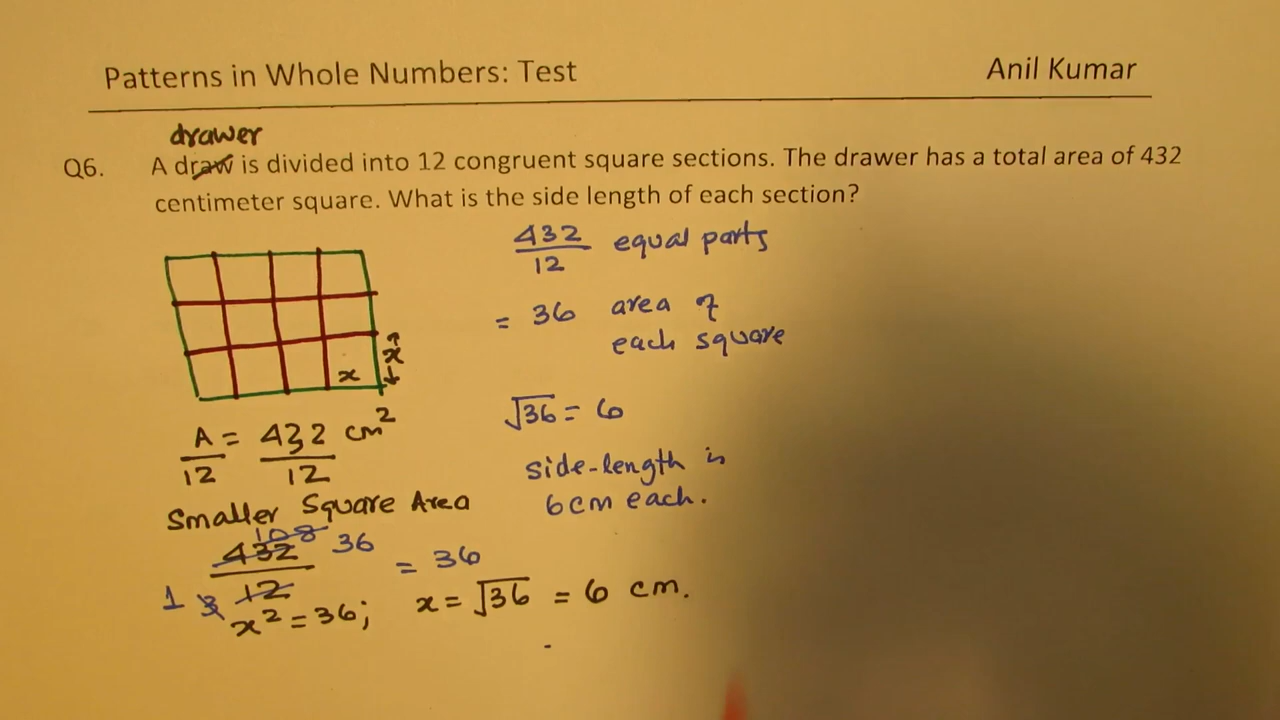 Patterns in Whole Numbers: Test
Anil Kumar
drawer
Q6. A draw is divided into 12 congruent square sections. The drawer has a total area of 432
centimeter square. What is the side length of each section?
432/12 equal parts
= 36 area of
each square
x
x
√36 = 6
A/12 = 432/12 cm²
side-length is
6cm each.
Smaller Square Area
108
432/12 36 = 36
1 3
x² = 36; x = √36 = 6 cm.